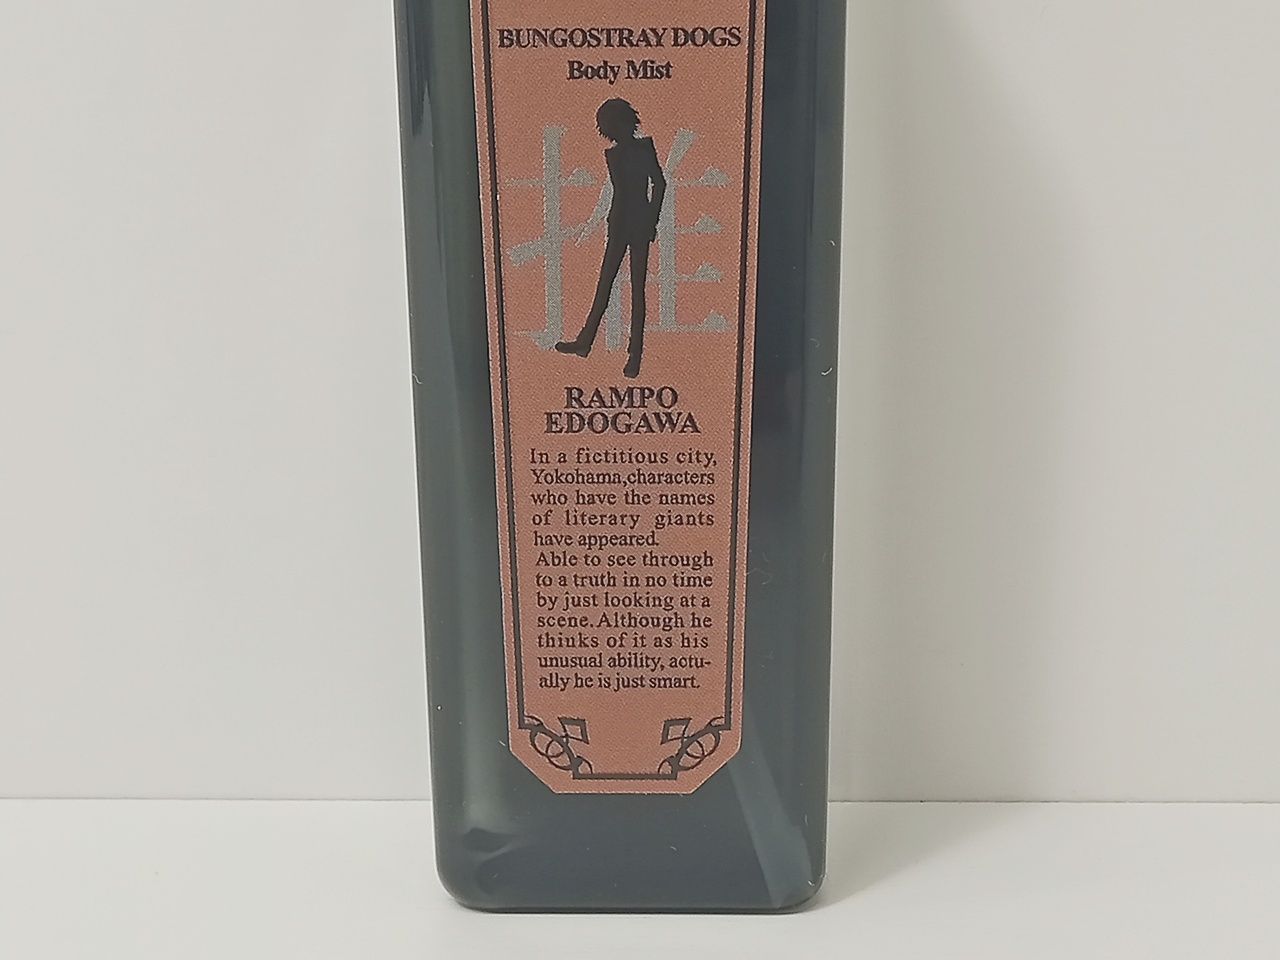 BUNGOSTRAY DOGS
Body Mist
推
RAMPO
EDOGAWA
In a fictitious city,
Yokohama,characters
who have the names
of literary giants
have appeared.
Able to see through
to a truth in no time
by just looking at a
scene. Although he
thinks of it as his
unusual ability, actu-
ally he is just smart.